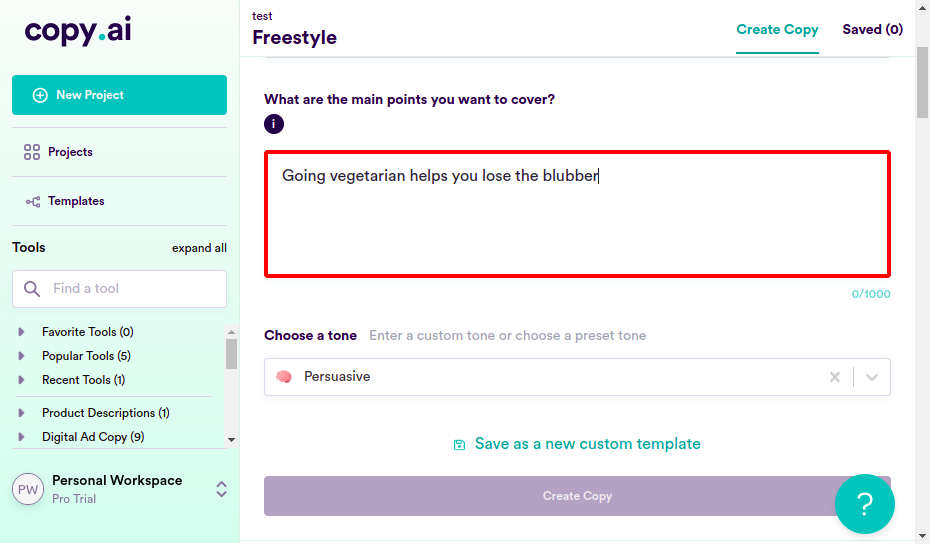 copy.ai
New Project
Projects
Templates
Tools
expand all
Find a tool
Favorite Tools (0)
Popular Tools (5)
Recent Tools (1)
Product Descriptions (1)
Digital Ad Copy (9)
PW
Personal Workspace
Pro Trial
test
Freestyle
Create Copy
Saved (0)
What are the main points you want to cover?
i
Going vegetarian helps you lose the blubber
0/1000
Choose a tone Enter a custom tone or choose a preset tone
Persuasive
Save as a new custom template
Create Copy
?